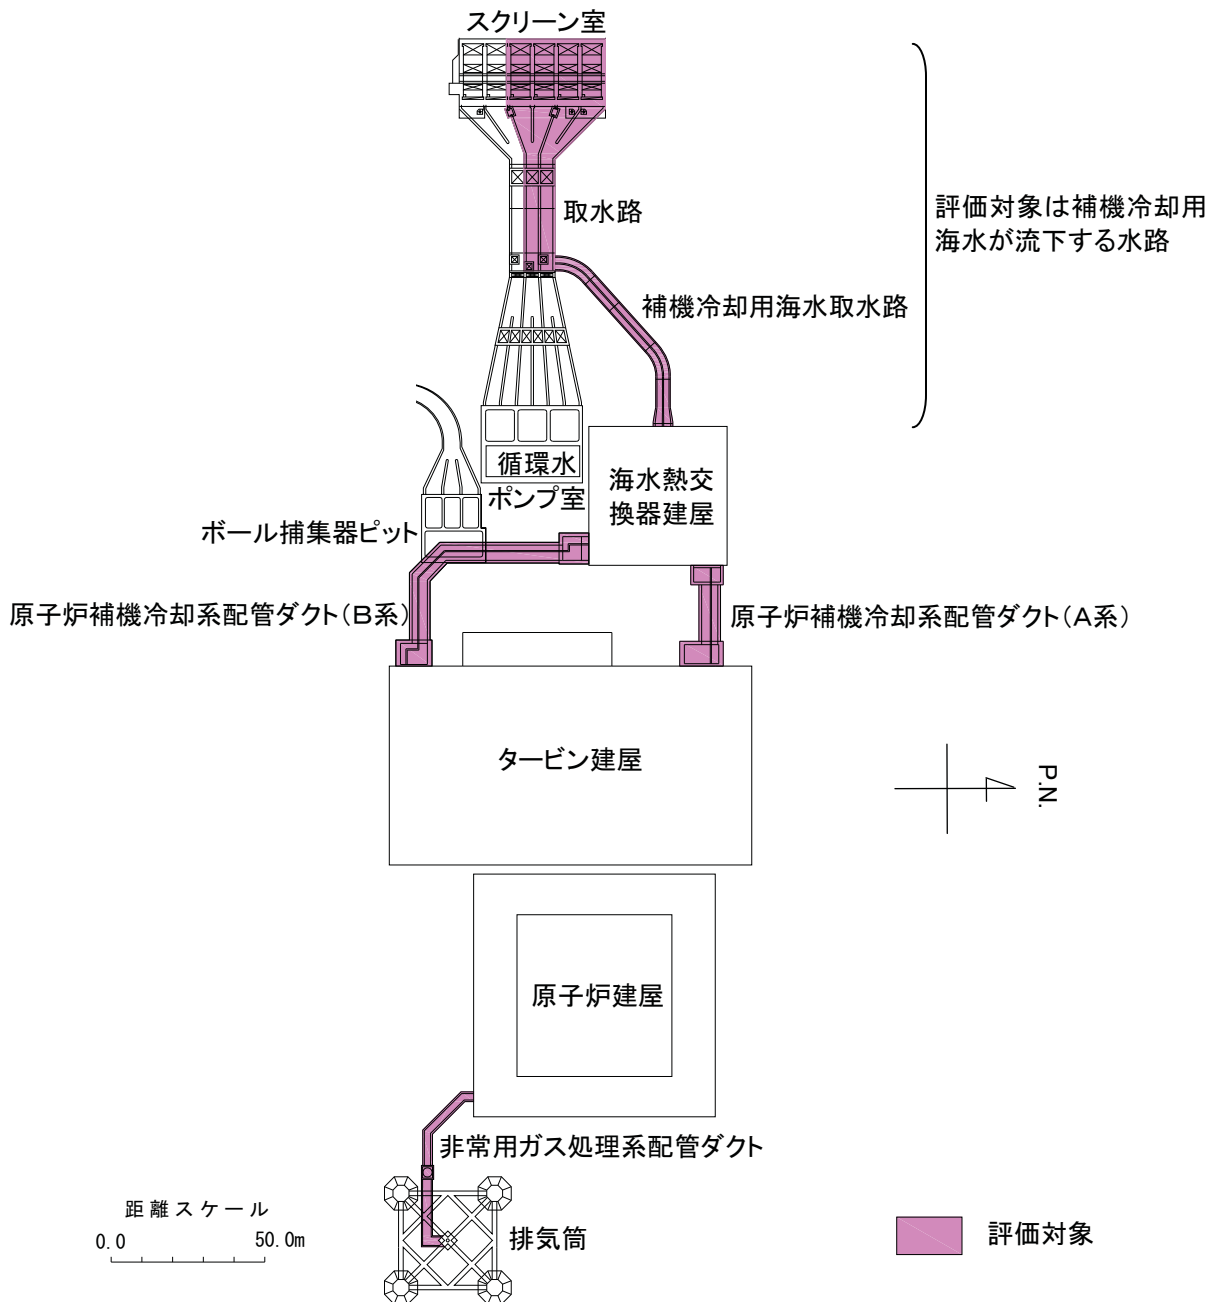 スクリーン室
取水路
評価対象は補機冷却用
海水が流下する水路
補機冷却用海水取水路
循環水
ポンプ室
海水熱交
換器建屋
ボール捕集器ピット
原子炉補機冷却系配管ダクト(B系)
原子炉補機冷却系配管ダクト(A系)
タービン建屋
P.N.
原子炉建屋
非常用ガス処理系配管ダクト
距離スケール
0.0 50.0m
排気筒
評価対象